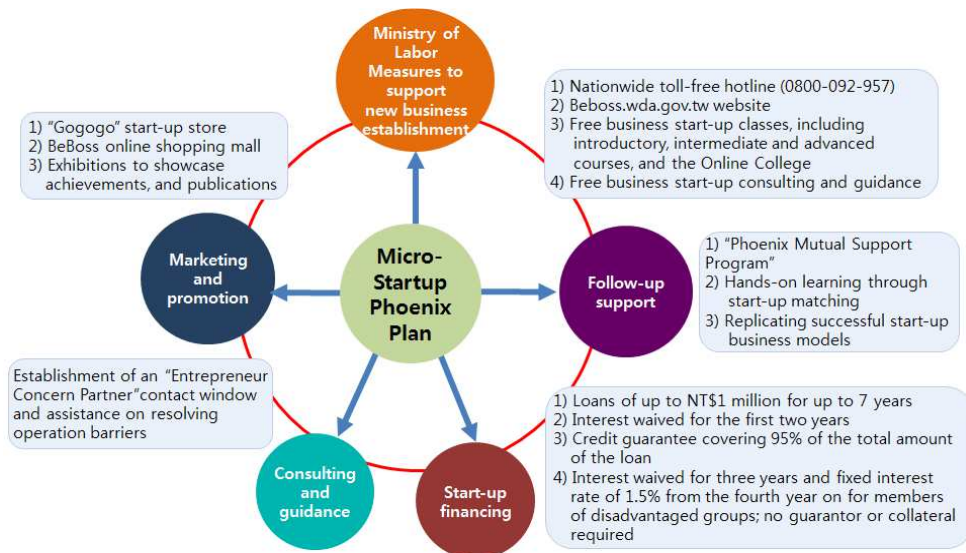 Ministry of
Labor
Measures to
support
new business
establishment
1) Nationwide toll-free hotline (0800-092-957)
2) Beboss.wda.gov.tw website
3) Free business start-up classes, including
introductory, intermediate and advanced
courses, and the Online College
4) Free business start-up consulting and guidance
1) “Gogogo” start-up store
2) BeBoss online shopping mall
3) Exhibitions to showcase
achievements, and publications
Marketing
and
promotion
Micro-
Startup
Phoenix
Plan
Follow-up
support
1) “Phoenix Mutual Support
Program”
2) Hands-on learning through
start-up matching
3) Replicating successful start-up
business models
Establishment of an “Entrepreneur
Concern Partner“contact window
and assistance on resolving
operation barriers
Consulting
and
guidance
Start-up
financing
1) Loans of up to NT$1 million for up to 7 years
2) Interest waived for the first two years
3) Credit guarantee covering 95% of the total amount
of the loan
4) Interest waived for three years and fixed interest
rate of 1.5% from the fourth year on for members
of disadvantaged groups; no guarantor or collateral
required